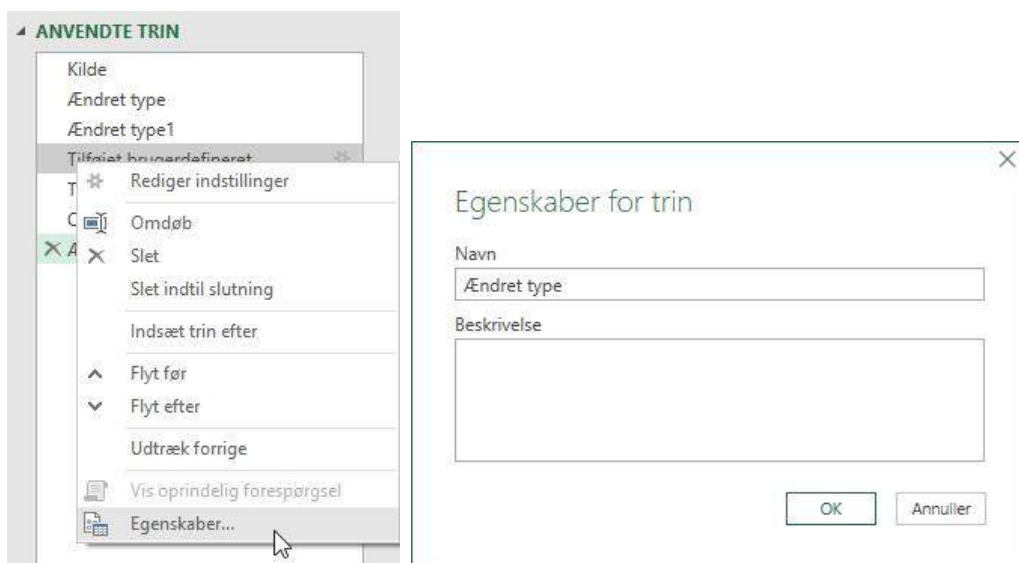 ANVENDTE TRIN
Kilde
Ændret type
Ændret type1
Tilføjet brugerdefineret
Rediger indstillinger
Omdøb
Slet
Slet indtil slutning
Indsæt trin efter
Flyt før
Flyt efter
Udtræk forrige
Vis oprindelig forespørgsel
Egenskaber...
Egenskaber for trin
Navn
Ændret type
Beskrivelse
OK Annuller